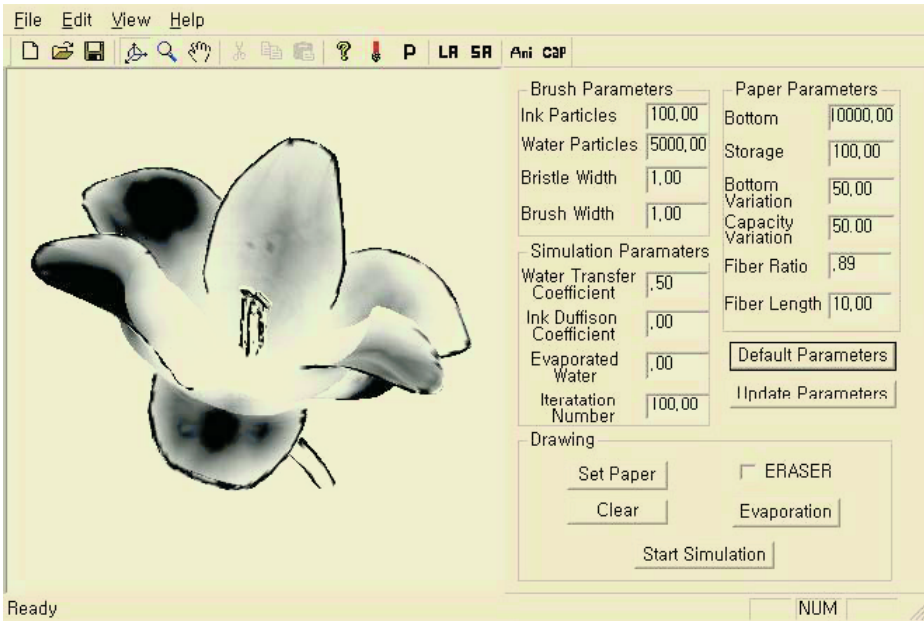 File Edit View Help
P LR SR Ani CaP
Brush Parameters
Ink Particles 100,00
Water Particles 5000,00
Bristle Width 1,00
Brush Width 1,00
Simulation Paramaters
Water Transfer
Coefficient ,50
Ink Duffison
Coefficient ,00
Evaporated
Water ,00
Iteratation
Number 100,00
Paper Parameters
Bottom 10000,00
Storage 100,00
Bottom
Variation 50,00
Capacity
Variation 50.00
Fiber Ratio ,89
Fiber Length 10,00
Default Parameters
Update Parameters
Drawing
Set Paper
ERASER
Clear
Evaporation
Start Simulation
Ready
NUM